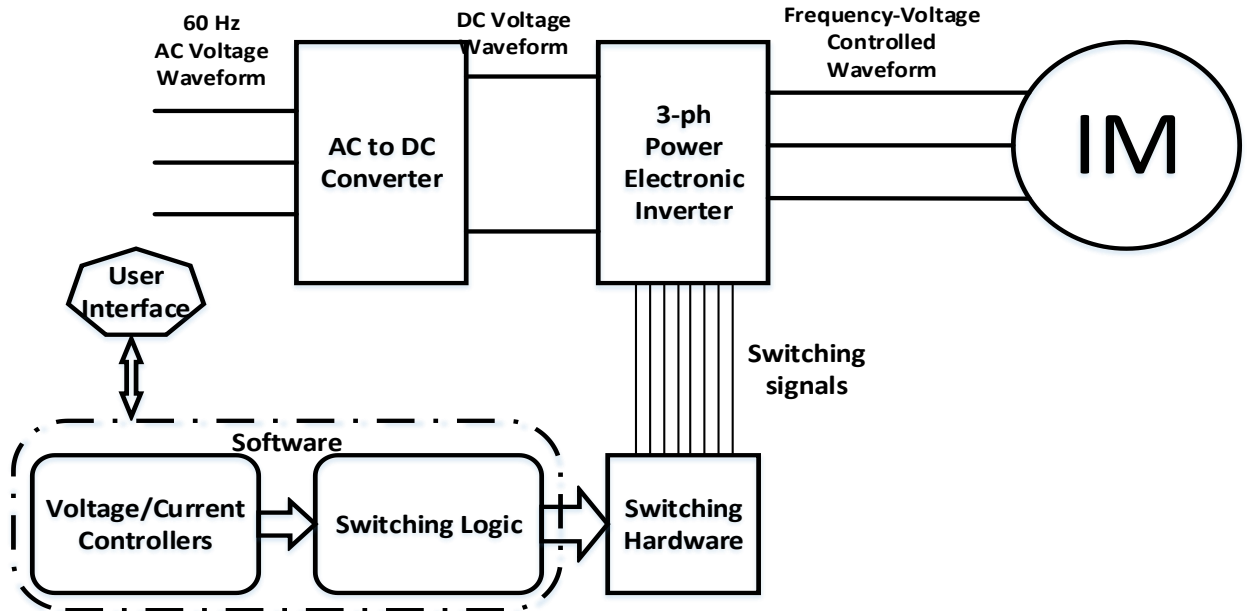 60 Hz
AC Voltage
Waveform
DC Voltage
Waveform
Frequency-Voltage
Controlled
Waveform
AC to DC
Converter
3-ph
Power
Electronic
Inverter
IM
User
Interface
Switching
signals
Software
Voltage/Current
Controllers
Switching Logic
Switching
Hardware